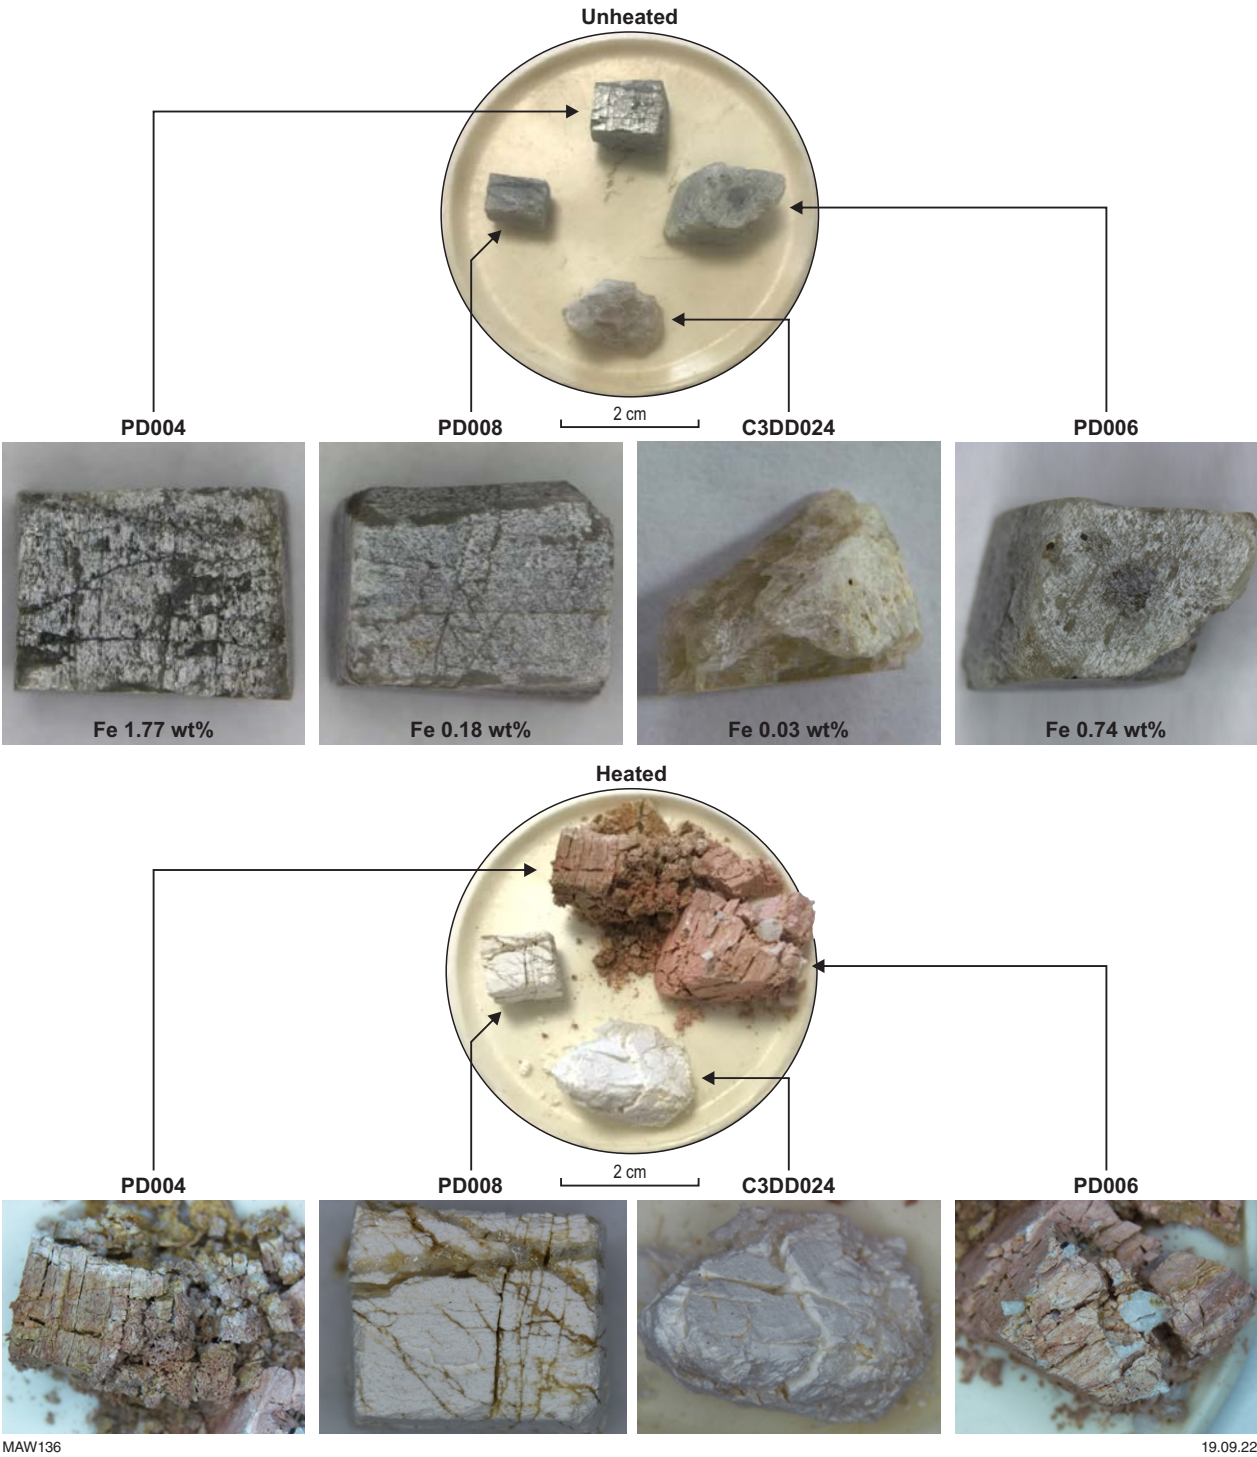 Unheated
2 cm
PD004
PD008
C3DD024
PD006
Fe 1.77 wt%
Fe 0.18 wt%
Fe 0.03 wt%
Fe 0.74 wt%
Heated
2 cm
PD004
PD008
C3DD024
PD006
MAW136
19.09.22